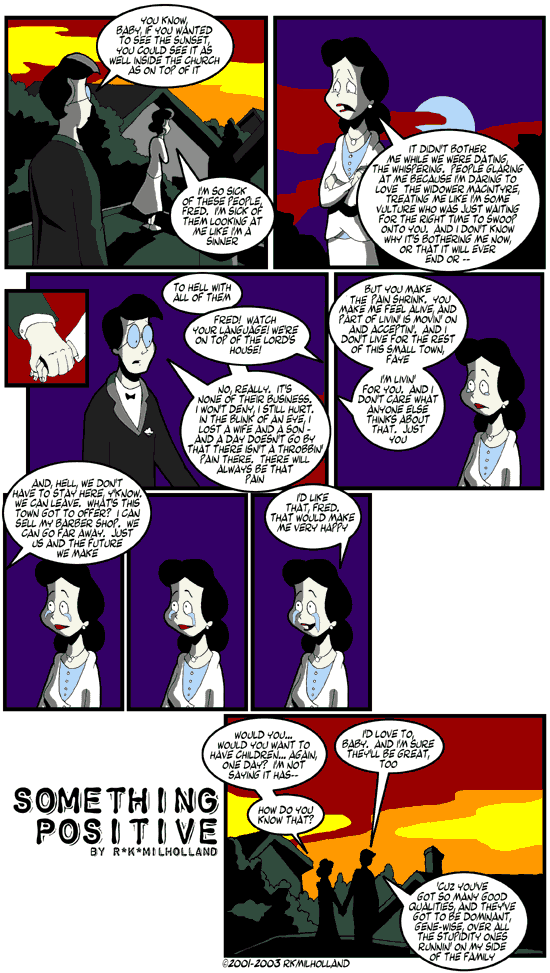 YOU KNOW,
BABY, IF YOU WANTED
TO SEE THE SUNSET,
YOU COULD SEE IT AS
WELL INSIDE THE CHURCH
AS ON TOP OF IT
I'M SO SICK
OF THESE PEOPLE,
FRED. I'M SICK OF
THEM LOOKING AT
ME LIKE I'M A
SINNER
IT DIDN'T BOTHER
ME WHILE WE WERE DATING,
THE WHISPERING. PEOPLE GLARING
AT ME BECAUSE I'M DARING TO
LOVE THE WIDOWER MACINTYRE,
TREATING ME LIKE I'M SOME
VULTURE WHO WAS JUST WAITING
FOR THE RIGHT TIME TO SWOOP
ONTO YOU. AND I DON'T KNOW
WHY IT'S BOTHERING ME NOW,
OR THAT IT WILL EVER
END OR --
TO HELL WITH
ALL OF THEM
FRED! WATCH
YOUR LANGUAGE! WE'RE
ON TOP OF THE LORD'S
HOUSE!
NO, REALLY. IT'S
NONE OF THEIR BUSINESS.
I WON'T DENY, I STILL HURT.
IN THE BLINK OF AN EYE, I
LOST A WIFE AND A SON -
AND A DAY DOESN'T GO BY
THAT THERE ISN'T A THROBBIN'
PAIN THERE. THERE WILL
ALWAYS BE THAT
PAIN
BUT YOU MAKE
THE PAIN SHRINK. YOU
MAKE ME FEEL ALIVE, AND
PART OF LIVIN' IS MOVIN' ON
AND ACCEPTIN'. AND I
DON'T LIVE FOR THE REST
OF THIS SMALL TOWN,
FAYE
I'M LIVIN'
FOR YOU. AND I
DON'T CARE WHAT
ANYONE ELSE
THINKS ABOUT
THAT. JUST
YOU
AND, HELL, WE DON'T
HAVE TO STAY HERE, Y'KNOW.
WE CAN LEAVE. WHAT'S THIS
TOWN GOT TO OFFER? I CAN
SELL MY BARBER SHOP. WE
CAN GO FAR AWAY. JUST
US AND THE FUTURE
WE MAKE
I'D LIKE
THAT, FRED.
THAT WOULD MAKE
ME VERY HAPPY
SOMETHING
POSITIVE
BY R*K*MILHOLLAND
WOULD YOU...
WOULD YOU WANT TO
HAVE CHILDREN... AGAIN,
ONE DAY? I'M NOT
SAYING IT HAS--
I'D LOVE TO,
BABY. AND I'M SURE
THEY'LL BE GREAT,
TOO
HOW DO YOU
KNOW THAT?
'CUZ YOU'VE
GOT SO MANY GOOD
QUALITIES, AND THEY'VE
GOT TO BE DOMINANT,
GENE-WISE, OVER ALL
THE STUPIDITY ONES
RUNNIN' ON MY SIDE
OF THE FAMILY
©2001-2003 RKMILHOLLAND